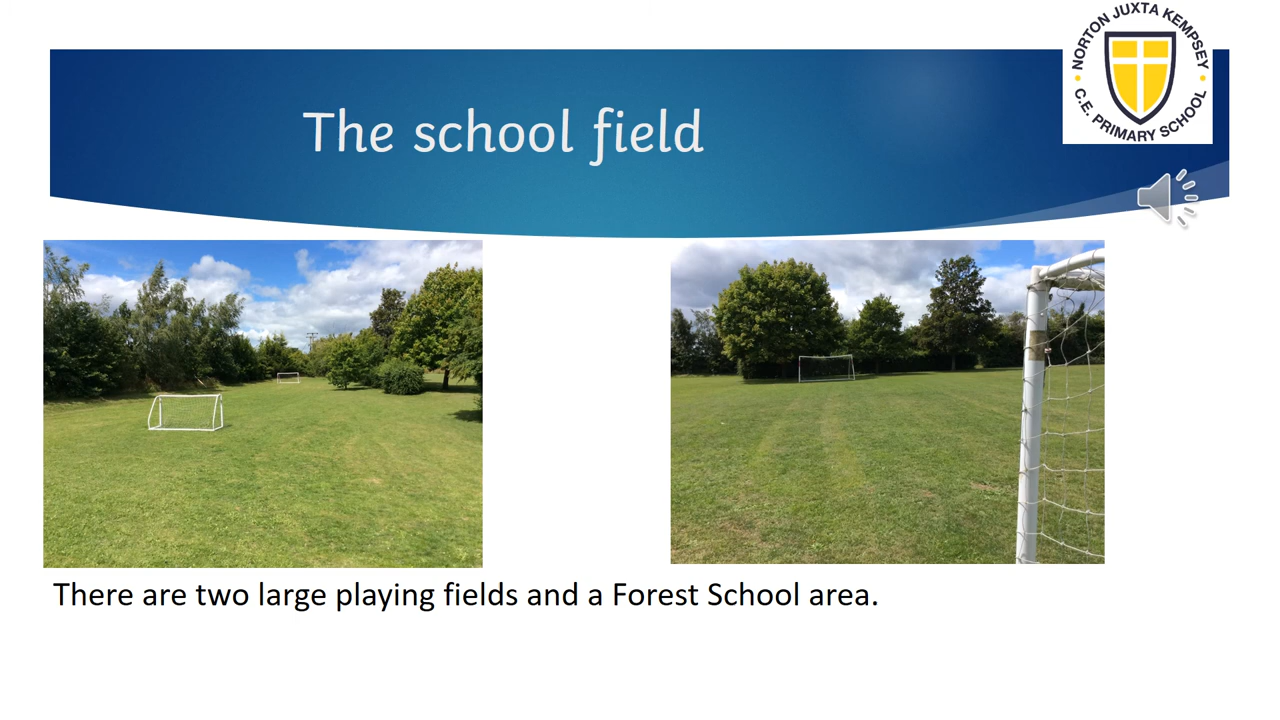 NORTON JUXTA KEMPSEY
C.E. PRIMARY SCHOOL
The school field
There are two large playing fields and a Forest School area.